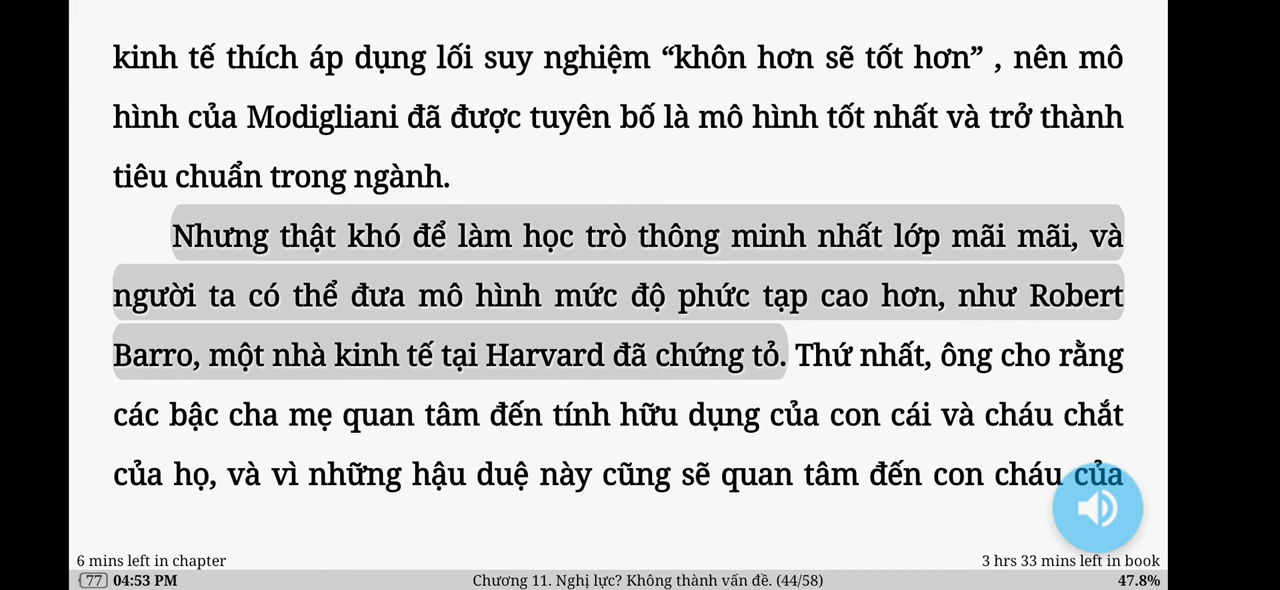 kinh tế thích áp dụng lối suy nghiệm “khôn hơn sẽ tốt hơn” , nên mô
hình của Modigliani đã được tuyên bố là mô hình tốt nhất và trở thành
tiêu chuẩn trong ngành.
Nhưng thật khó để làm học trò thông minh nhất lớp mãi mãi, và
người ta có thể đưa mô hình mức độ phức tạp cao hơn, như Robert
Barro, một nhà kinh tế tại Harvard đã chứng tỏ. Thứ nhất, ông cho rằng
các bậc cha mẹ quan tâm đến tính hữu dụng của con cái và cháu chắt
của họ, và vì những hậu duệ này cũng sẽ quan tâm đến con cháu của
6 mins left in chapter
3 hrs 33 mins left in book
77 04:53 PM
Chương 11. Nghị lực? Không thành vấn đề. (44/58)
47.8%